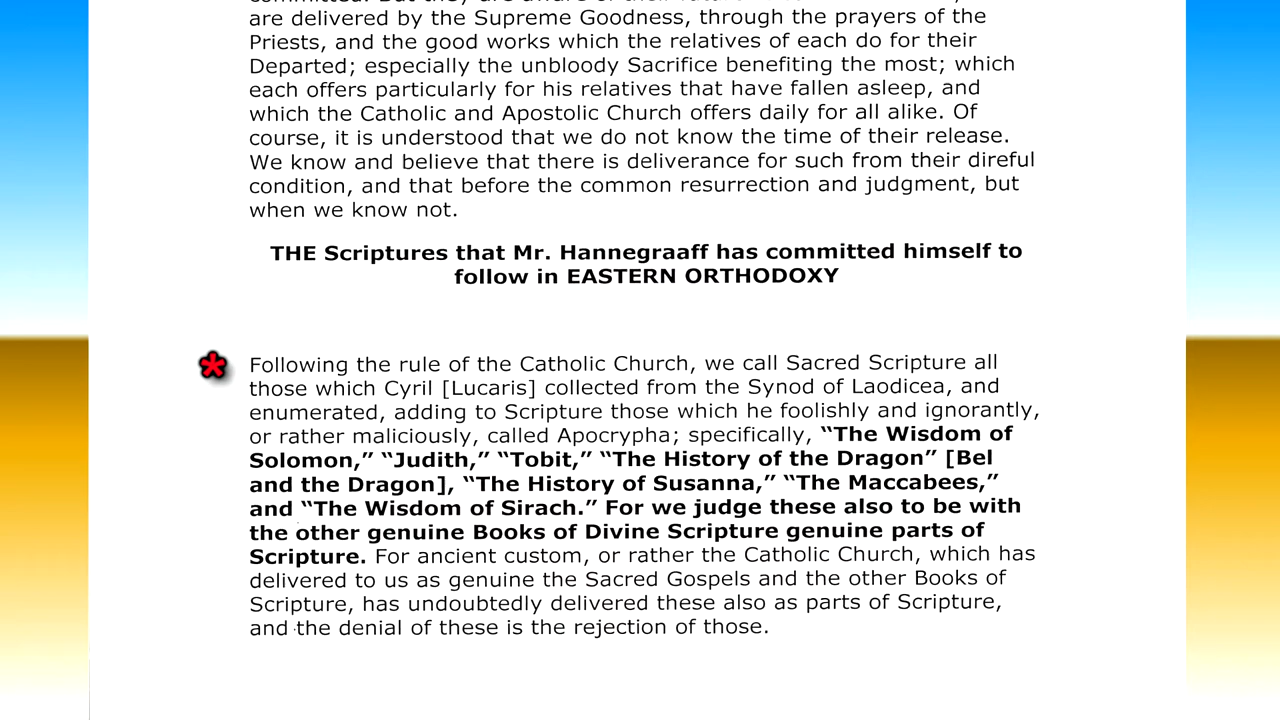 are delivered by the Supreme Goodness, through the prayers of the
Priests, and the good works which the relatives of each do for their
Departed; especially the unbloody Sacrifice benefiting the most; which
each offers particularly for his relatives that have fallen asleep, and
which the Catholic and Apostolic Church offers daily for all alike. Of
course, it is understood that we do not know the time of their release.
We know and believe that there is deliverance for such from their direful
condition, and that before the common resurrection and judgment, but
when we know not.
THE Scriptures that Mr. Hannegraaff has committed himself to
follow in EASTERN ORTHODOXY
* Following the rule of the Catholic Church, we call Sacred Scripture all
those which Cyril [Lucaris] collected from the Synod of Laodicea, and
enumerated, adding to Scripture those which he foolishly and ignorantly,
or rather maliciously, called Apocrypha; specifically, “The Wisdom of
Solomon,” “Judith,” “Tobit,” “The History of the Dragon” [Bel
and the Dragon], “The History of Susanna,” “The Maccabees,”
and “The Wisdom of Sirach.” For we judge these also to be with
the other genuine Books of Divine Scripture genuine parts of
Scripture. For ancient custom, or rather the Catholic Church, which has
delivered to us as genuine the Sacred Gospels and the other Books of
Scripture, has undoubtedly delivered these also as parts of Scripture,
and the denial of these is the rejection of those.